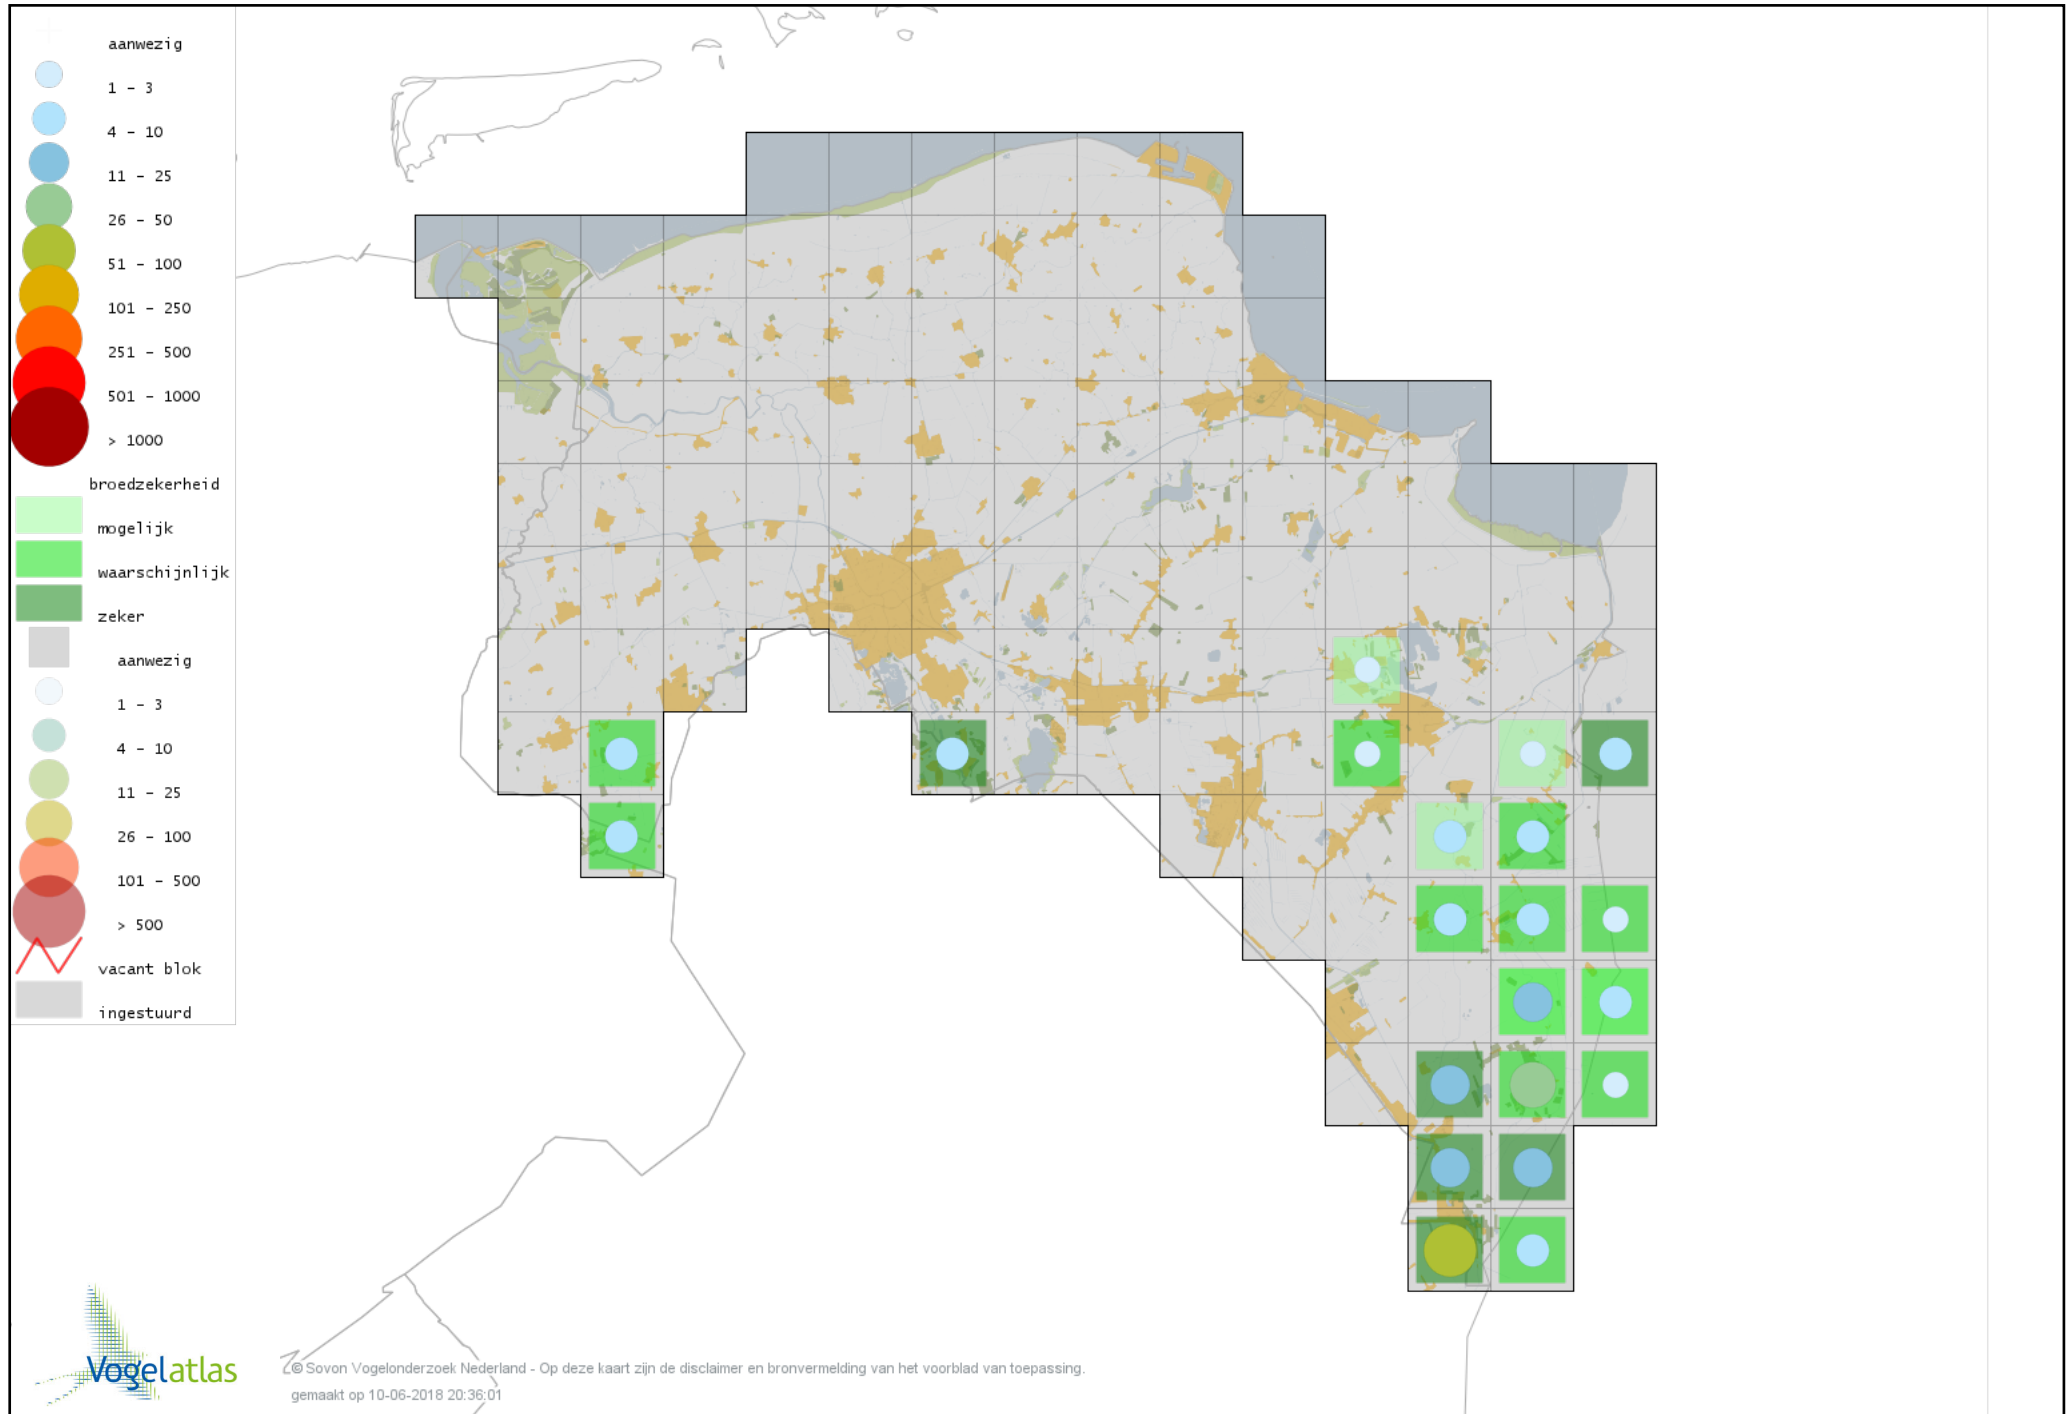 aanwezig
1 - 3
4 - 10
11 - 25
26 - 50
51 - 100
101 - 250
251 - 500
501 - 1000
> 1000
broedzekerheid
mogelijk
waarschijnlijk
zeker
aanwezig
1 - 3
4 - 10
11 - 25
26 - 100
101 - 500
> 500
vacant blok
ingestuurd
Vogelatlas
© Sovon Vogelonderzoek Nederland - Op deze kaart zijn de disclaimer en bronvermelding van het voorblad van toepassing.
gemaakt op 10-06-2018 20:36:01